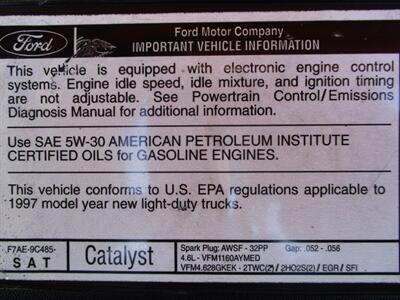 Ford
Ford Motor Company
IMPORTANT VEHICLE INFORMATION
This vehicle is equipped with electronic engine control
systems. Engine idle speed, idle mixture, and ignition timing
are not adjustable. See Powertrain Control/Emissions
Diagnosis Manual for additional information.
Use SAE 5W-30 AMERICAN PETROLEUM INSTITUTE
CERTIFIED OILS for GASOLINE ENGINES.
This vehicle conforms to U.S. EPA regulations applicable to
1997 model year new light-duty trucks.
F7AE-9C485-
SAT
Catalyst
Spark Plug: AWSF - 32PP Gap: .052 - .056
4.6L - VFM1160AYMED
VFM4.628GKEK - 2TWC(2) / 2HO2S(2) / EGR / SFI